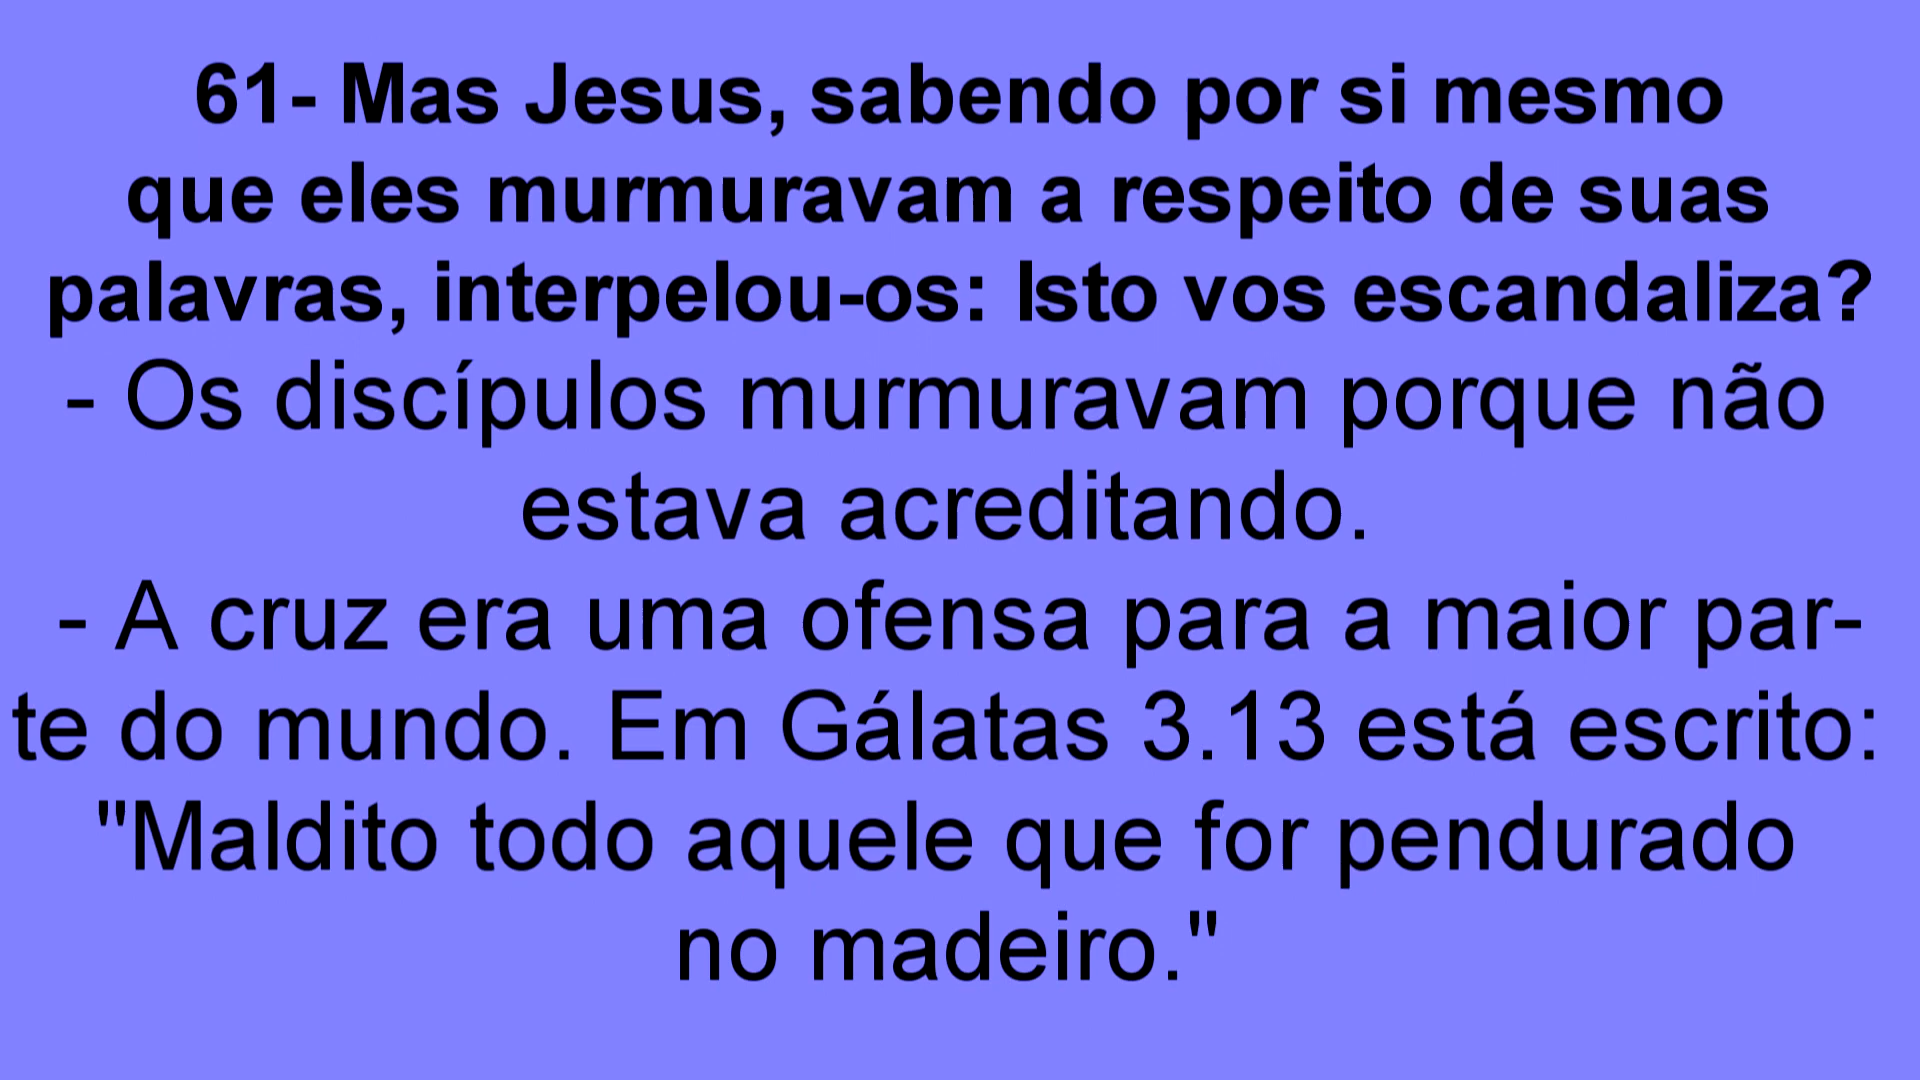 61- Mas Jesus, sabendo por si mesmo
que eles murmuravam a respeito de suas
palavras, interpelou-os: Isto vos escandaliza?
- Os discípulos murmuravam porque não
estava acreditando.
- A cruz era uma ofensa para a maior par-
te do mundo. Em Gálatas 3.13 está escrito:
"Maldito todo aquele que for pendurado
no madeiro."